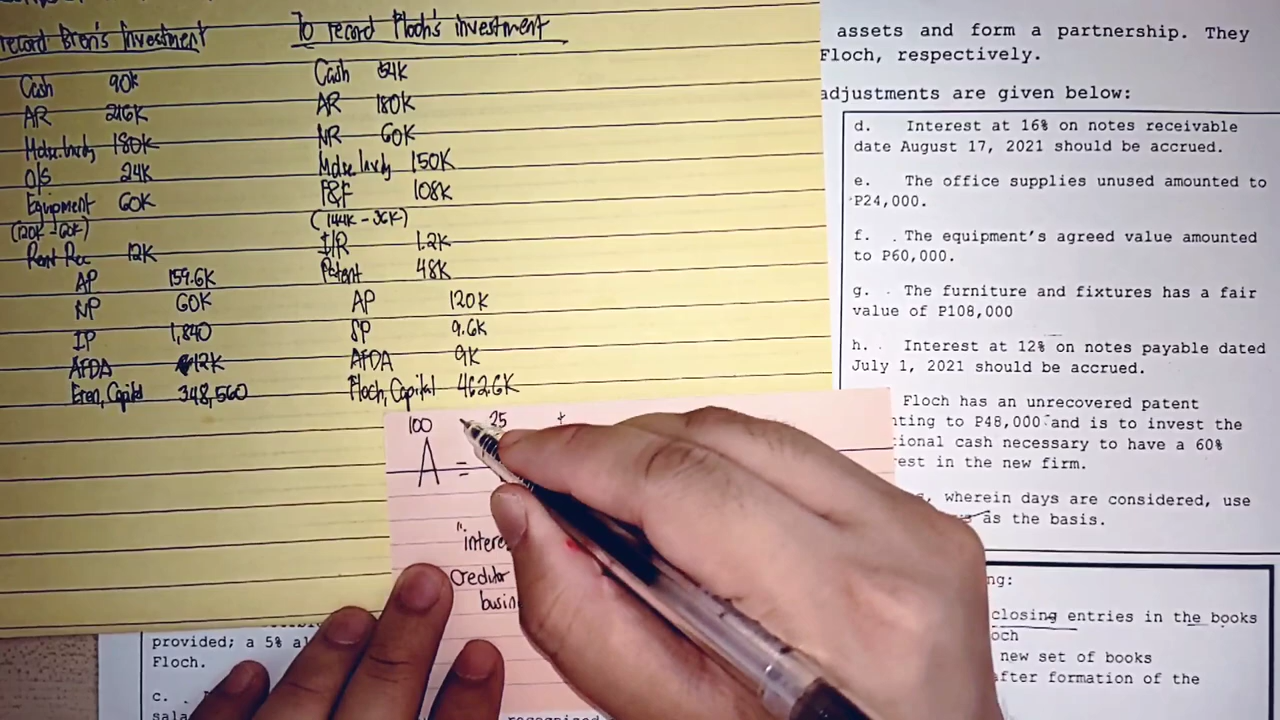 record Eren's Investment
Cash 90K
AR 216K
Mdse. Invty 180K
O/S 24K
Equipment 60K
(120K - 60K)
Rent Rec 12K
AP 159.6K
NP 60K
IP 1,840
AFDA 12K
Eren, Capital 348,560
To record Floch's investment
Cash 54K
AR 180K
NR 60K
Mdse. Invty 150K
F&F 108K
(144K - 36K)
I/R 1.2K
Patent 48K
AP 120K
SP 9.6K
AFDA 9K
Floch, Capital 462.6K
100 25 +
A =
"intere
Creditor
busin
assets and form a partnership. They
Floch, respectively.
adjustments are given below:
d. Interest at 16% on notes receivable
date August 17, 2021 should be accrued.
e. The office supplies unused amounted to
P24,000.
f. The equipment's agreed value amounted
to P60,000.
g. The furniture and fixtures has a fair
value of P108,000
h. Interest at 12% on notes payable dated
July 1, 2021 should be accrued.
Floch has an unrecovered patent
nting to P48,000 and is to invest the
ional cash necessary to have a 60%
rest in the new firm.
, wherein days are considered, use
as the basis.
ng:
closing entries in the books
och
new set of books
after formation of the
provided; a 5% al
Floch.
c.
sala
recognized